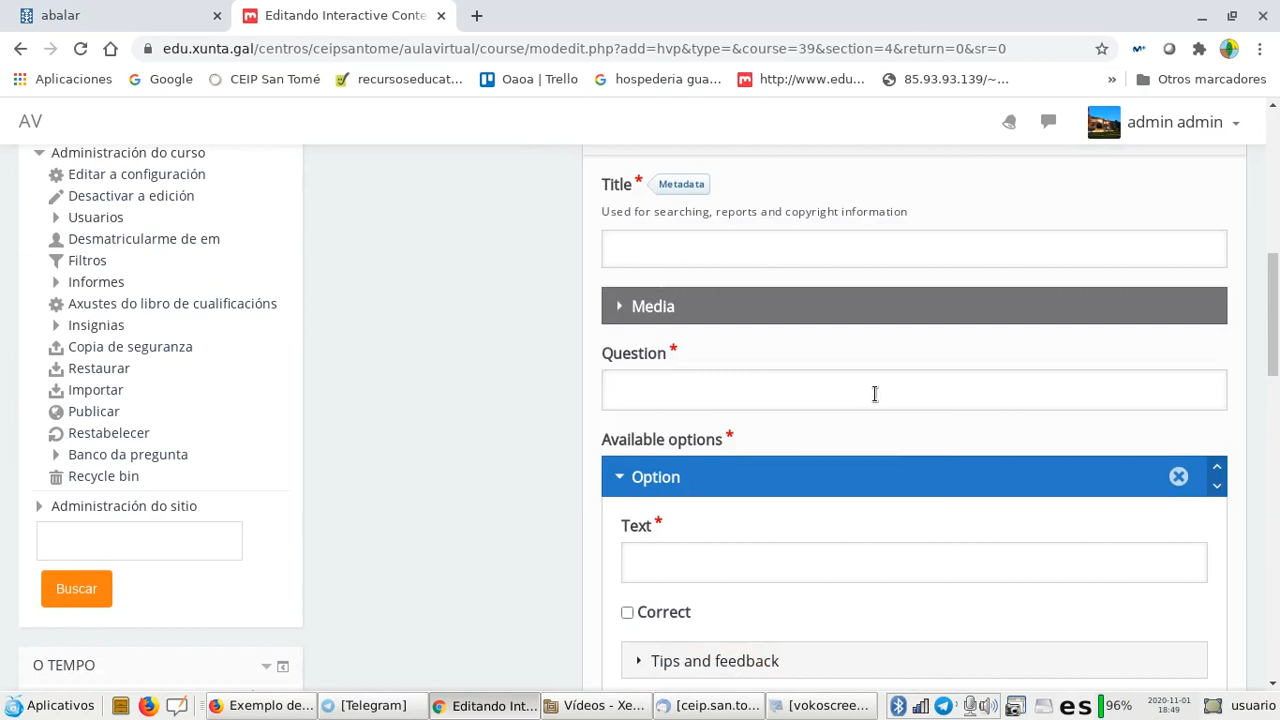 abalar
Editando Interactive Conte
edu.xunta.gal/centros/ceipsantome/aulavirtual/course/modedit.php?add=hvp&type=&course=39&section=4&return=0&sr=0
Aplicaciones
Google
CEIP San Tomé
recursoseducat...
Oaoa | Trello
hospederia gua...
http://www.edu...
85.93.93.139/~...
»
Otros marcadores
AV
admin admin
Administración do curso
Editar a configuración
Desactivar a edición
Usuarios
Desmatricularme de em
Filtros
Informes
Axustes do libro de cualificacións
Insignias
Copia de seguranza
Restaurar
Importar
Publicar
Restabelecer
Banco da pregunta
Recycle bin
Administración do sitio
Buscar
O TEMPO
Title * Metadata
Used for searching, reports and copyright information
Media
Question *
Available options *
Option
Text *
Correct
Tips and feedback
Aplicativos
Exemplo de...
[Telegram]
Editando Int...
Vídeos - Xe...
[ceip.san.to...
[vokoscree...
es
96%
2020-11-01
18:49
usuario